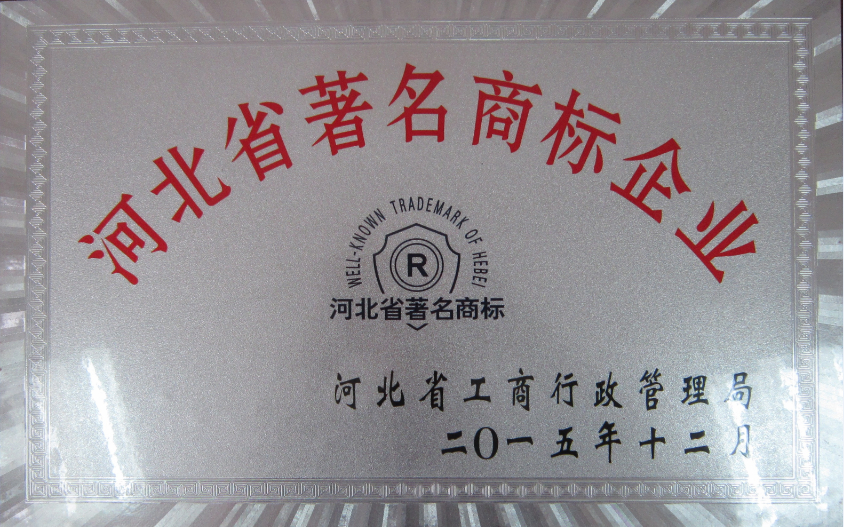 河北省著名商标企业
WELL-KNOWN TRADEMARK OF HEBEI
R
河北省著名商标
河北省工商行政管理局
二〇一五年十二月